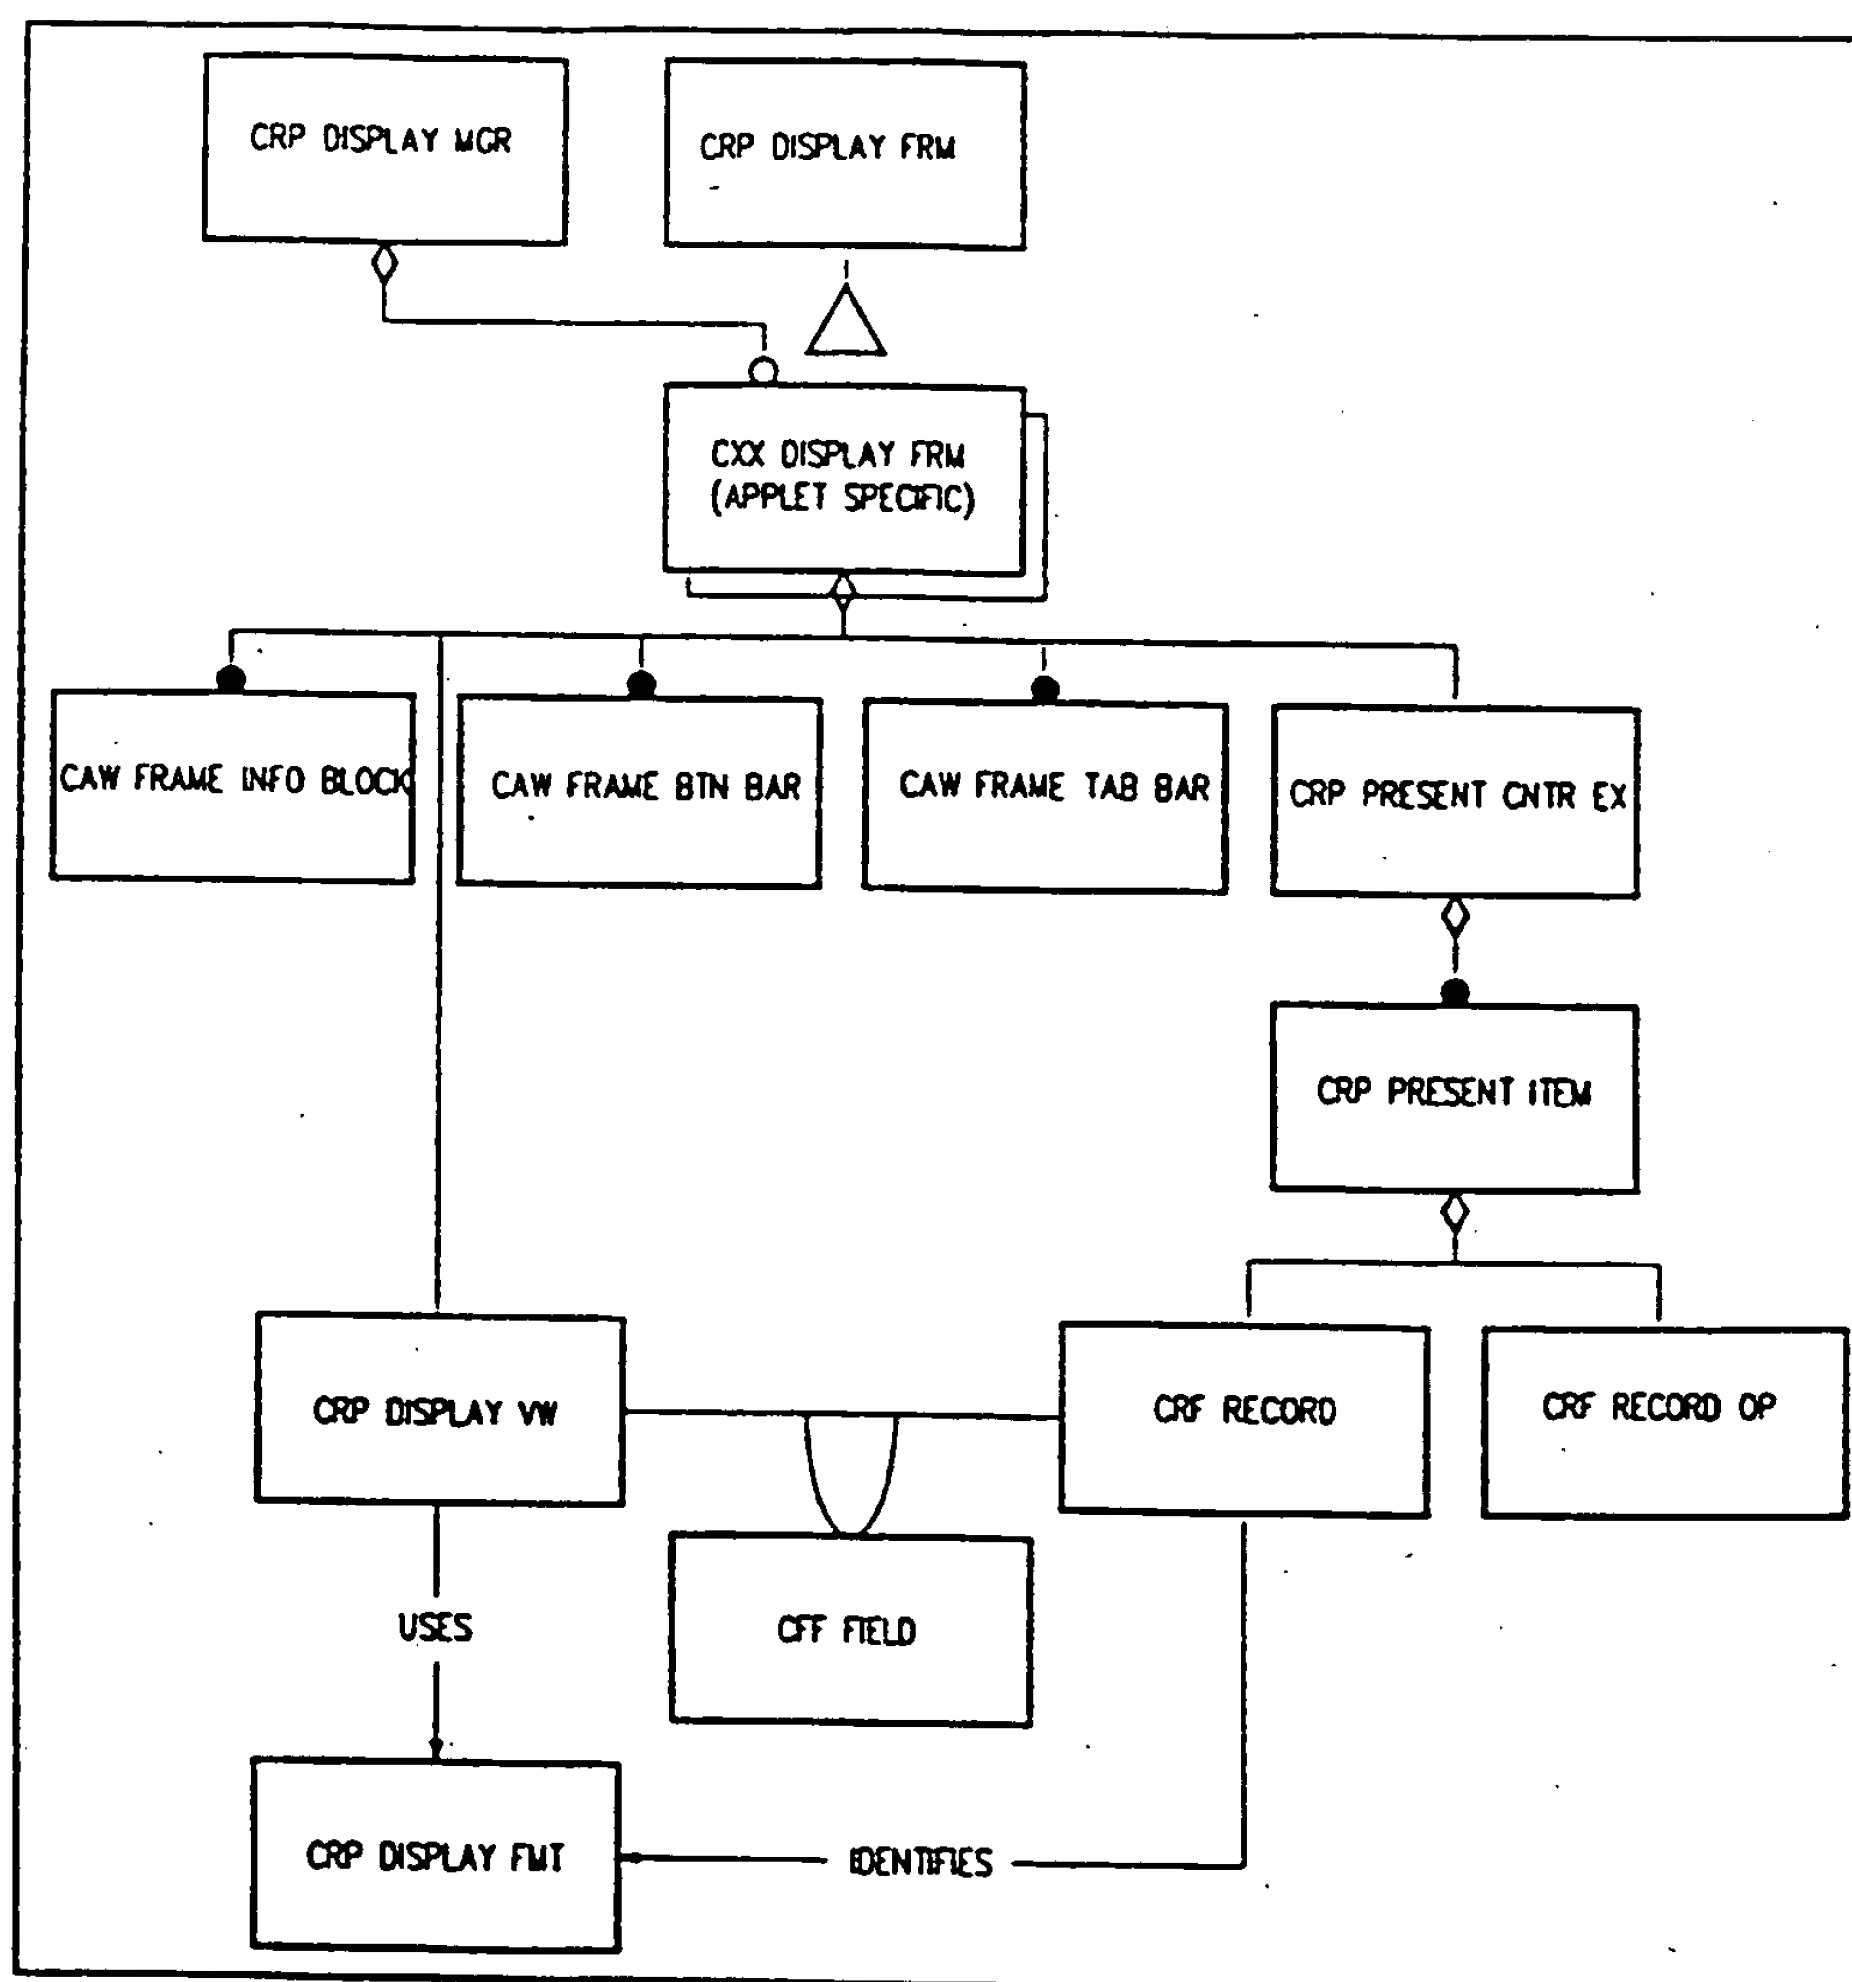 CRP DISPLAY MGR
CRP DISPLAY FRM
CXX DISPLAY FRM
(APPLET SPECIFIC)
CAW FRAME INFO BLOCK
CAW FRAME BTN BAR
CAW FRAME TAB BAR
CRP PRESENT CNTR EX
CRP PRESENT ITEM
CRP DISPLAY VW
CRF RECORD
CRF RECORD OP
USES
CFF FIELD
CRP DISPLAY FMT
IDENTIFIES